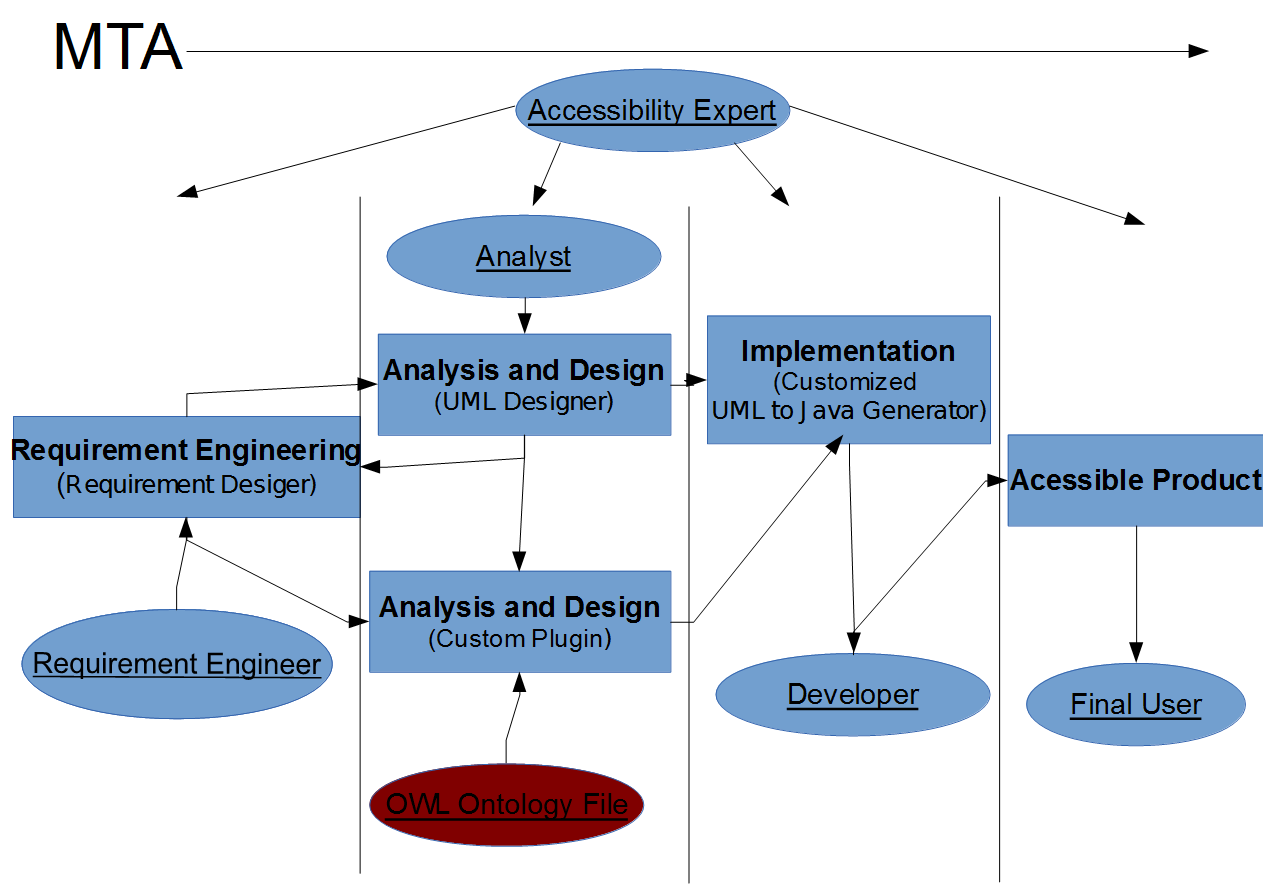 MTA
Accessibility Expert
Analyst
Analysis and Design
(UML Designer)
Implementation
(Customized
UML to Java Generator)
Requirement Engineering
(Requirement Desiger)
Acessible Product
Analysis and Design
(Custom Plugin)
Requirement Engineer
Developer
Final User
OWL Ontology File